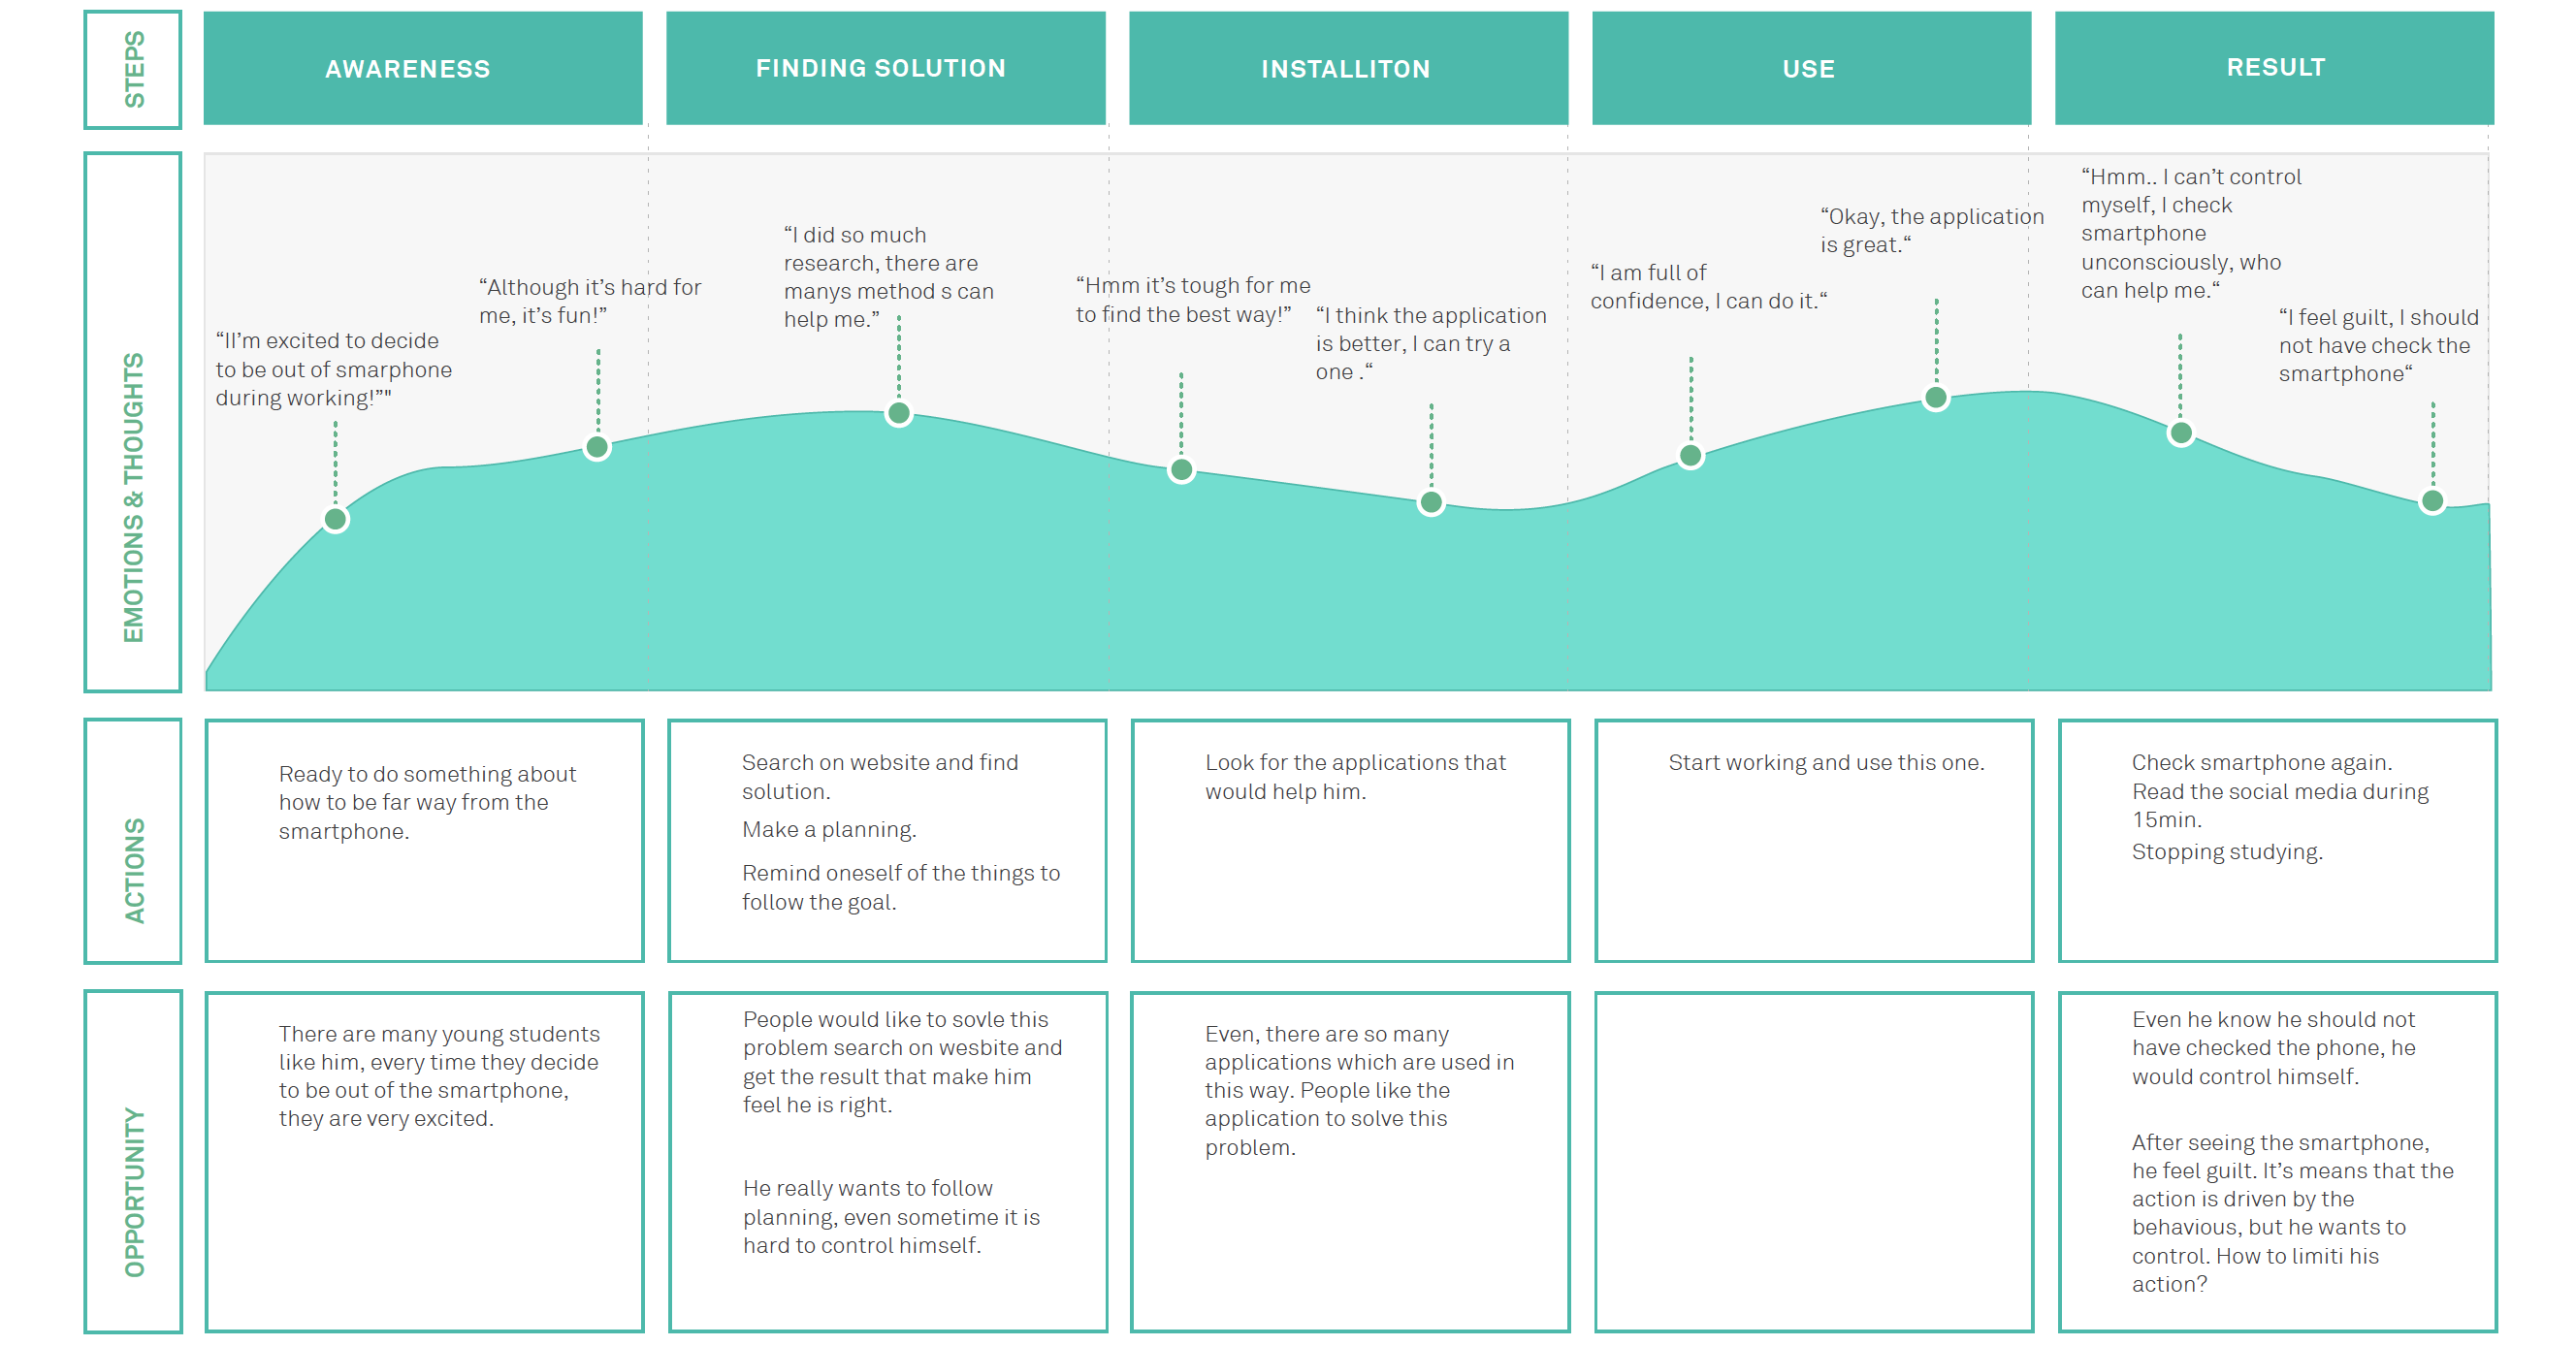 STEPS
AWARENESS
FINDING SOLUTION
INSTALLITON
USE
RESULT
EMOTIONS & THOUGHTS
“II’m excited to decide
to be out of smarphone
during working!”"
“Although it’s hard for
me, it’s fun!”
“I did so much
research, there are
manys method s can
help me.”
“Hmm it’s tough for me
to find the best way!”
“I think the application
is better, I can try a
one .“
“I am full of
confidence, I can do it.“
“Okay, the application
is great.“
“Hmm.. I can’t control
myself, I check
smartphone
unconsciously, who
can help me.“
“I feel guilt, I should
not have check the
smartphone“
ACTIONS
Ready to do something about
how to be far way from the
smartphone.
Search on website and find
solution.
Make a planning.
Remind oneself of the things to
follow the goal.
Look for the applications that
would help him.
Start working and use this one.
Check smartphone again.
Read the social media during
15min.
Stopping studying.
OPPORTUNITY
There are many young students
like him, every time they decide
to be out of the smartphone,
they are very excited.
People would like to sovle this
problem search on wesbite and
get the result that make him
feel he is right.
He really wants to follow
planning, even sometime it is
hard to control himself.
Even, there are so many
applications which are used in
this way. People like the
application to solve this
problem.
Even he know he should not
have checked the phone, he
would control himself.
After seeing the smartphone,
he feel guilt. It’s means that the
action is driven by the
behavious, but he wants to
control. How to limiti his
action?